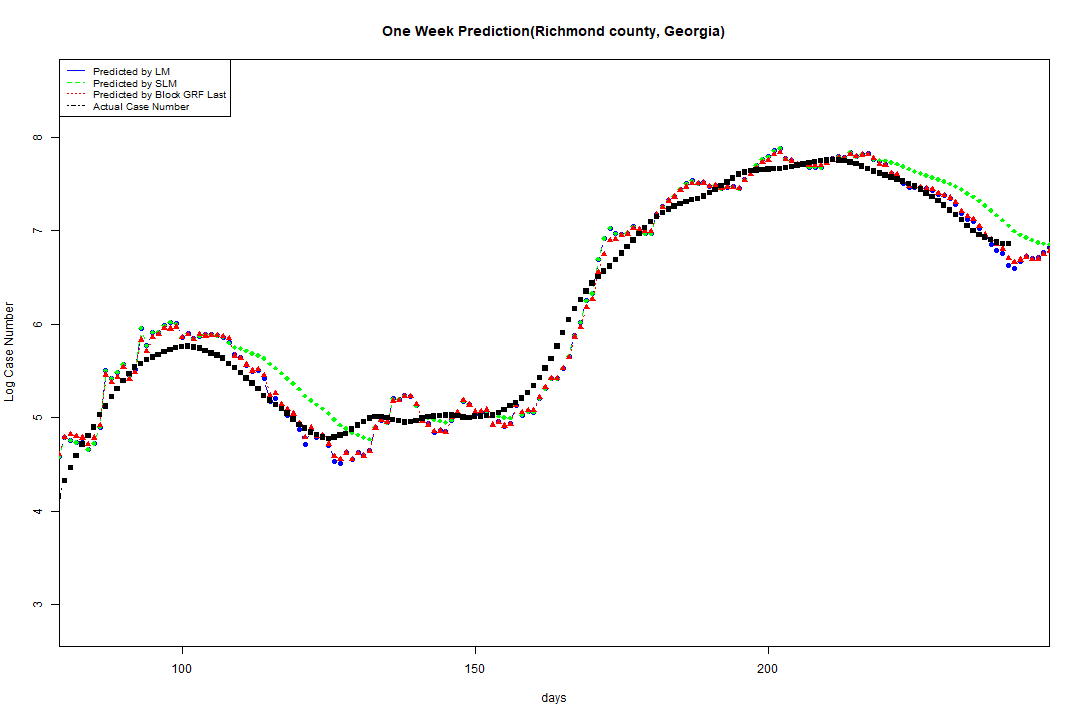 One Week Prediction(Richmond county, Georgia)
Predicted by LM
Predicted by SLM
Predicted by Block GRF Last
Actual Case Number
8
7
6
5
4
3
Log Case Number
100 150 200
days